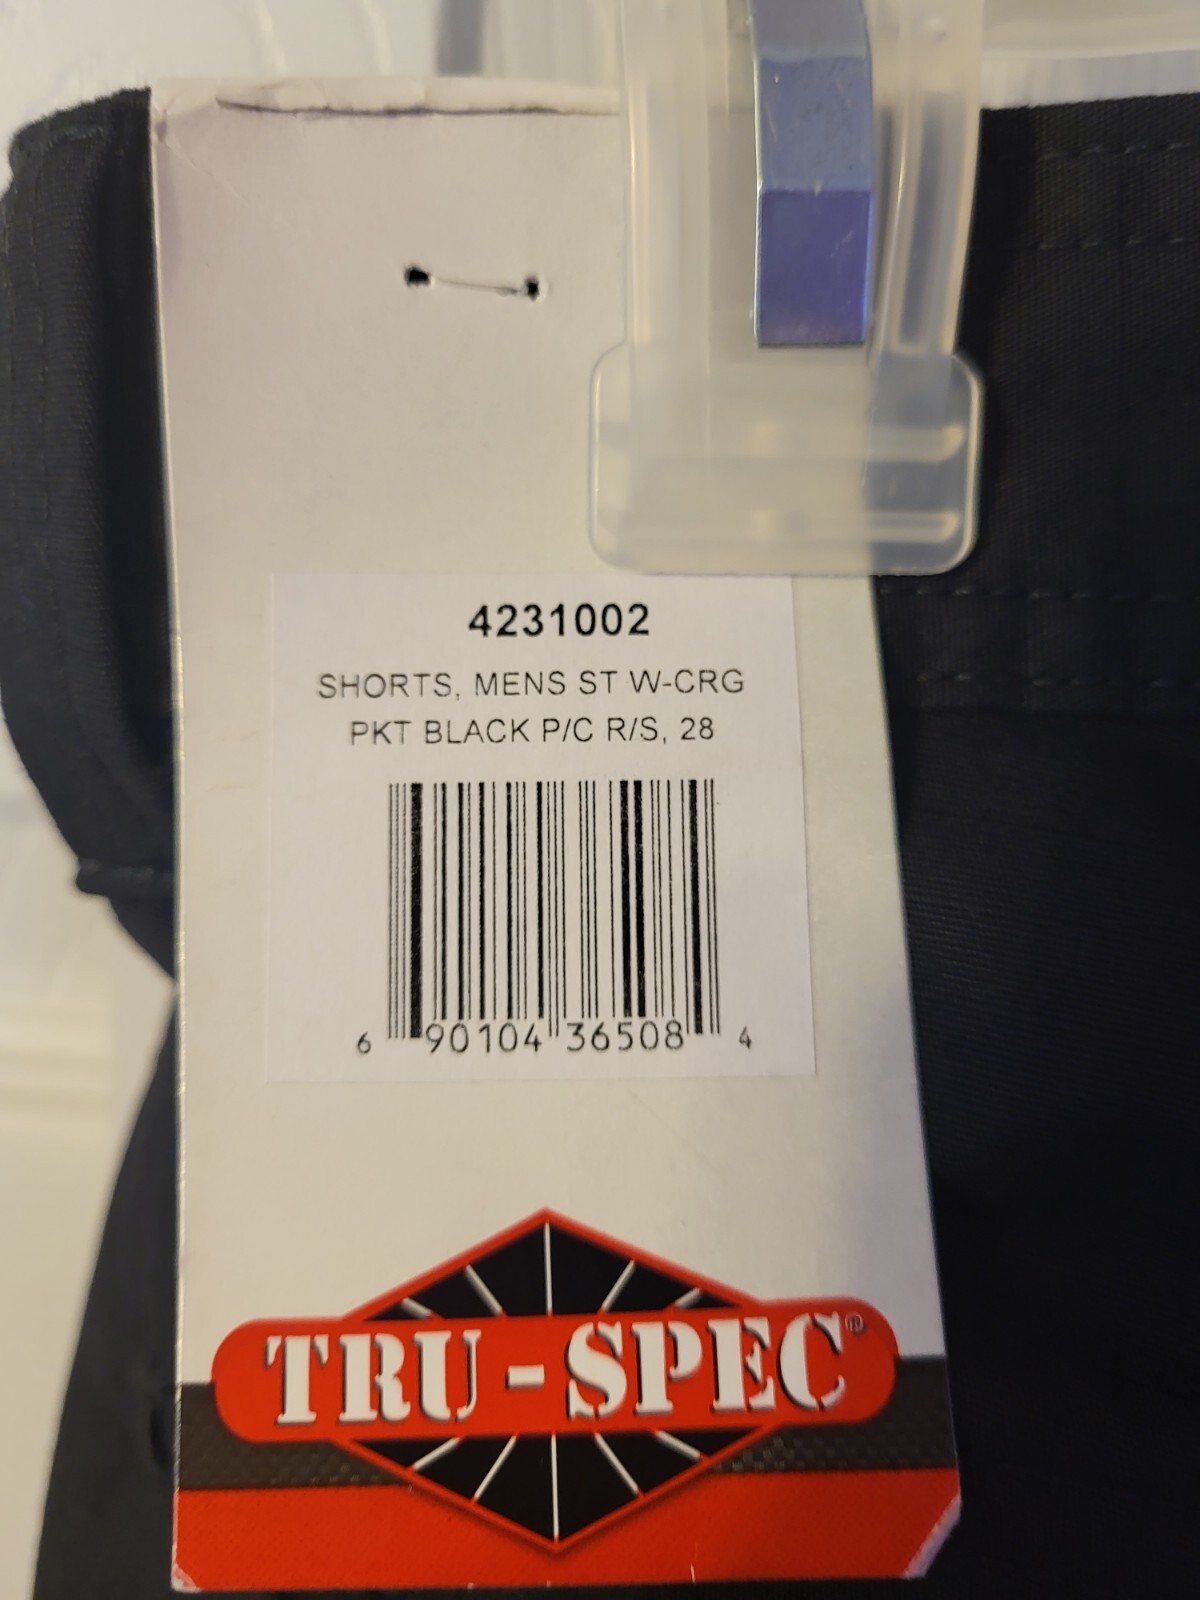 4231002
SHORTS, MENS ST W-CRG
PKT BLACK P/C R/S, 28
6 90104 36508 4
TRU-SPEC®